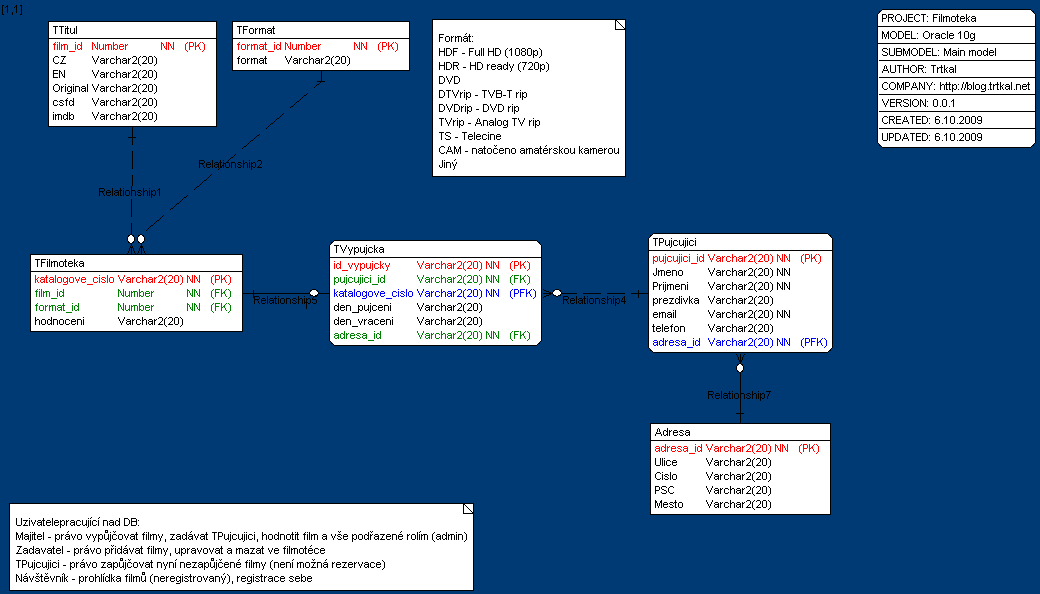 [1,1]
TTitul
film_id Number NN (PK)
CZ Varchar2(20)
EN Varchar2(20)
Original Varchar2(20)
csfd Varchar2(20)
imdb Varchar2(20)
TFormat
format_id Number NN (PK)
format Varchar2(20)
Formát:
HDF - Full HD (1080p)
HDR - HD ready (720p)
DVD
DTVrip - TVB-T rip
DVDrip - DVD rip
TVrip - Analog TV rip
TS - Telecine
CAM - natočeno amatérskou kamerou
Jiný
PROJECT: Filmoteka
MODEL: Oracle 10g
SUBMODEL: Main model
AUTHOR: Trtkal
COMPANY: http://blog.trtkal.net
VERSION: 0.0.1
CREATED: 6.10.2009
UPDATED: 6.10.2009
Relationship2
Relationship1
TFilmoteka
katalogove_cislo Varchar2(20) NN (PK)
film_id Number NN (FK)
format_id Number NN (FK)
hodnoceni Varchar2(20)
Relationship5
TVypujcka
id_vypujcky Varchar2(20) NN (PK)
pujcujici_id Varchar2(20) NN (FK)
katalogove_cislo Varchar2(20) NN (PFK)
den_pujceni Varchar2(20)
den_vraceni Varchar2(20)
adresa_id Varchar2(20) NN (FK)
Relationship4
TPujcujici
pujcujici_id Varchar2(20) NN (PK)
Jmeno Varchar2(20) NN
Prijmeni Varchar2(20) NN
prezdivka Varchar2(20)
email Varchar2(20) NN
telefon Varchar2(20)
adresa_id Varchar2(20) NN (PFK)
Relationship7
Adresa
adresa_id Varchar2(20) NN (PK)
Ulice Varchar2(20)
Cislo Varchar2(20)
PSC Varchar2(20)
Mesto Varchar2(20)
Uzivatelepracující nad DB:
Majitel - právo vypůjčovat filmy, zadávat TPujcujici, hodnotit film a vše podřazené rolím (admin)
Zadavatel - právo přidávat filmy, upravovat a mazat ve filmotéce
TPujcujici - právo zapůjčovat nyní nezapůjčené filmy (není možná rezervace)
Návštěvník - prohlídka filmů (neregistrovaný), registrace sebe